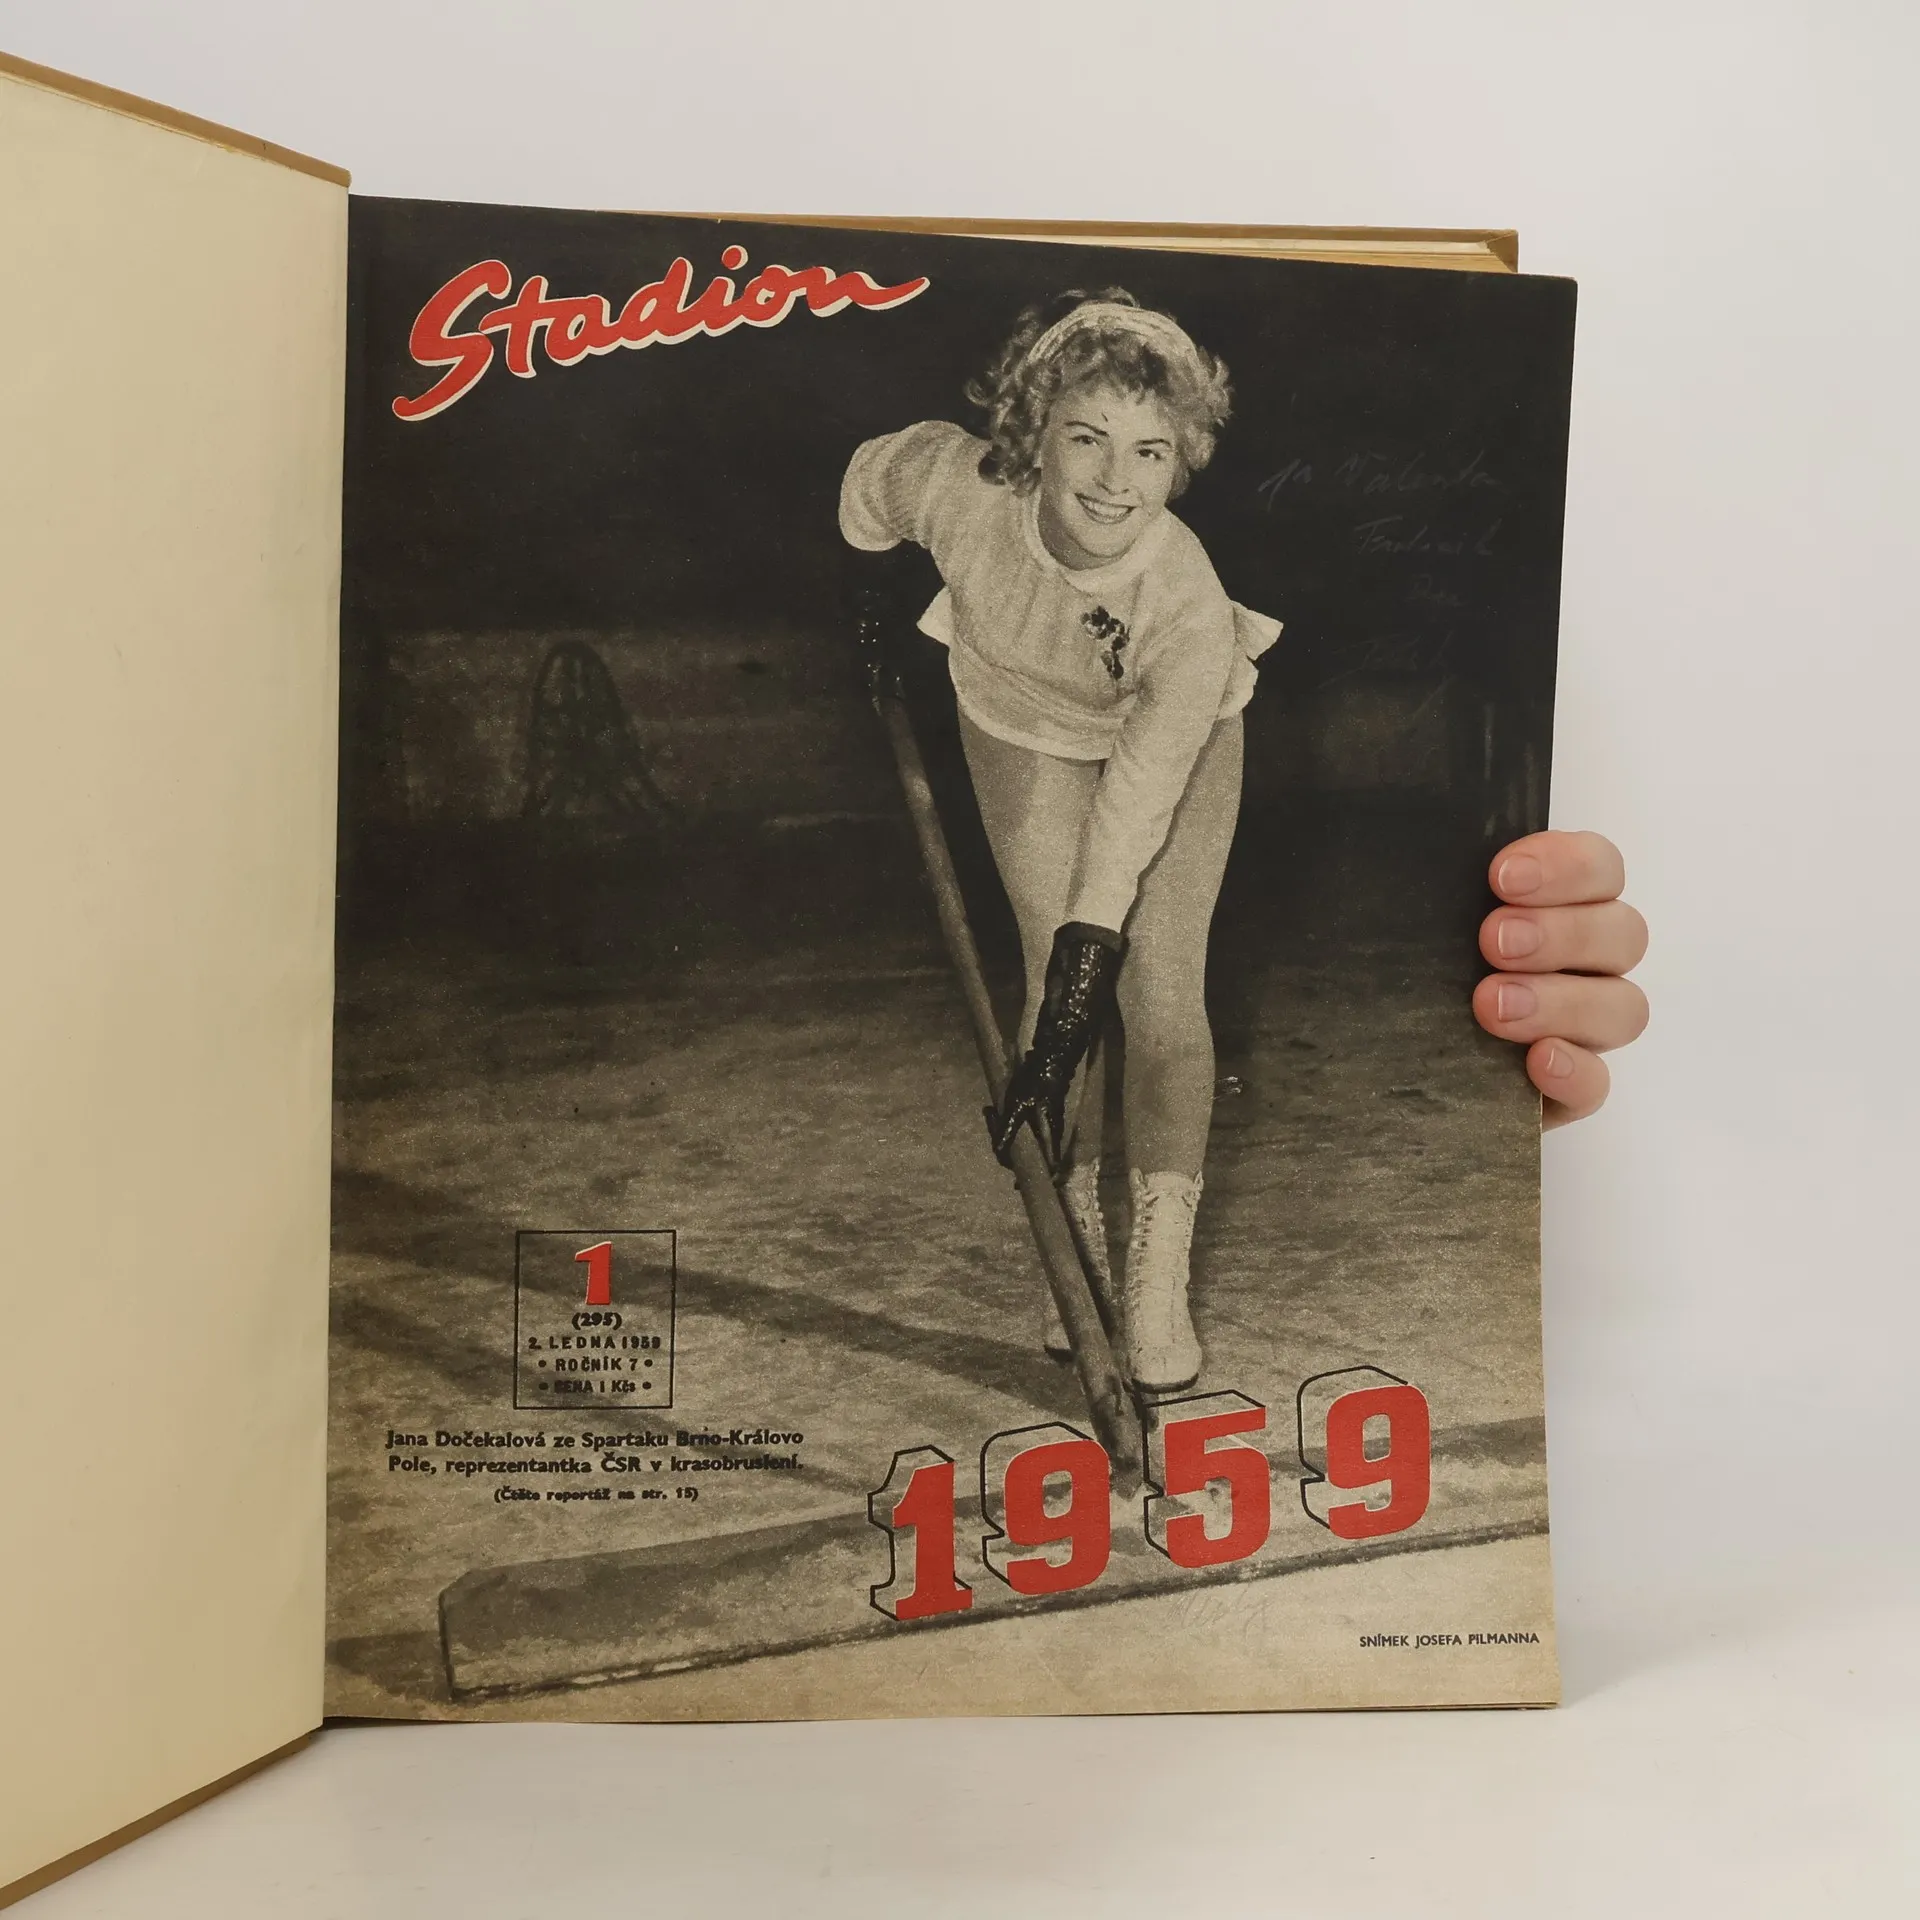 Stadion
1
(295)
2. LEDNA 1959
• ROČNÍK 7 •
• CENA 1 Kčs •
Jana Dočekalová ze Spartaku Brno-Královo
Pole, reprezentantka ČSR v krasobruslení.
(Čtěte reportáž na str. 15)
1959
SNÍMEK JOSEFA PILMANNA
Valenta